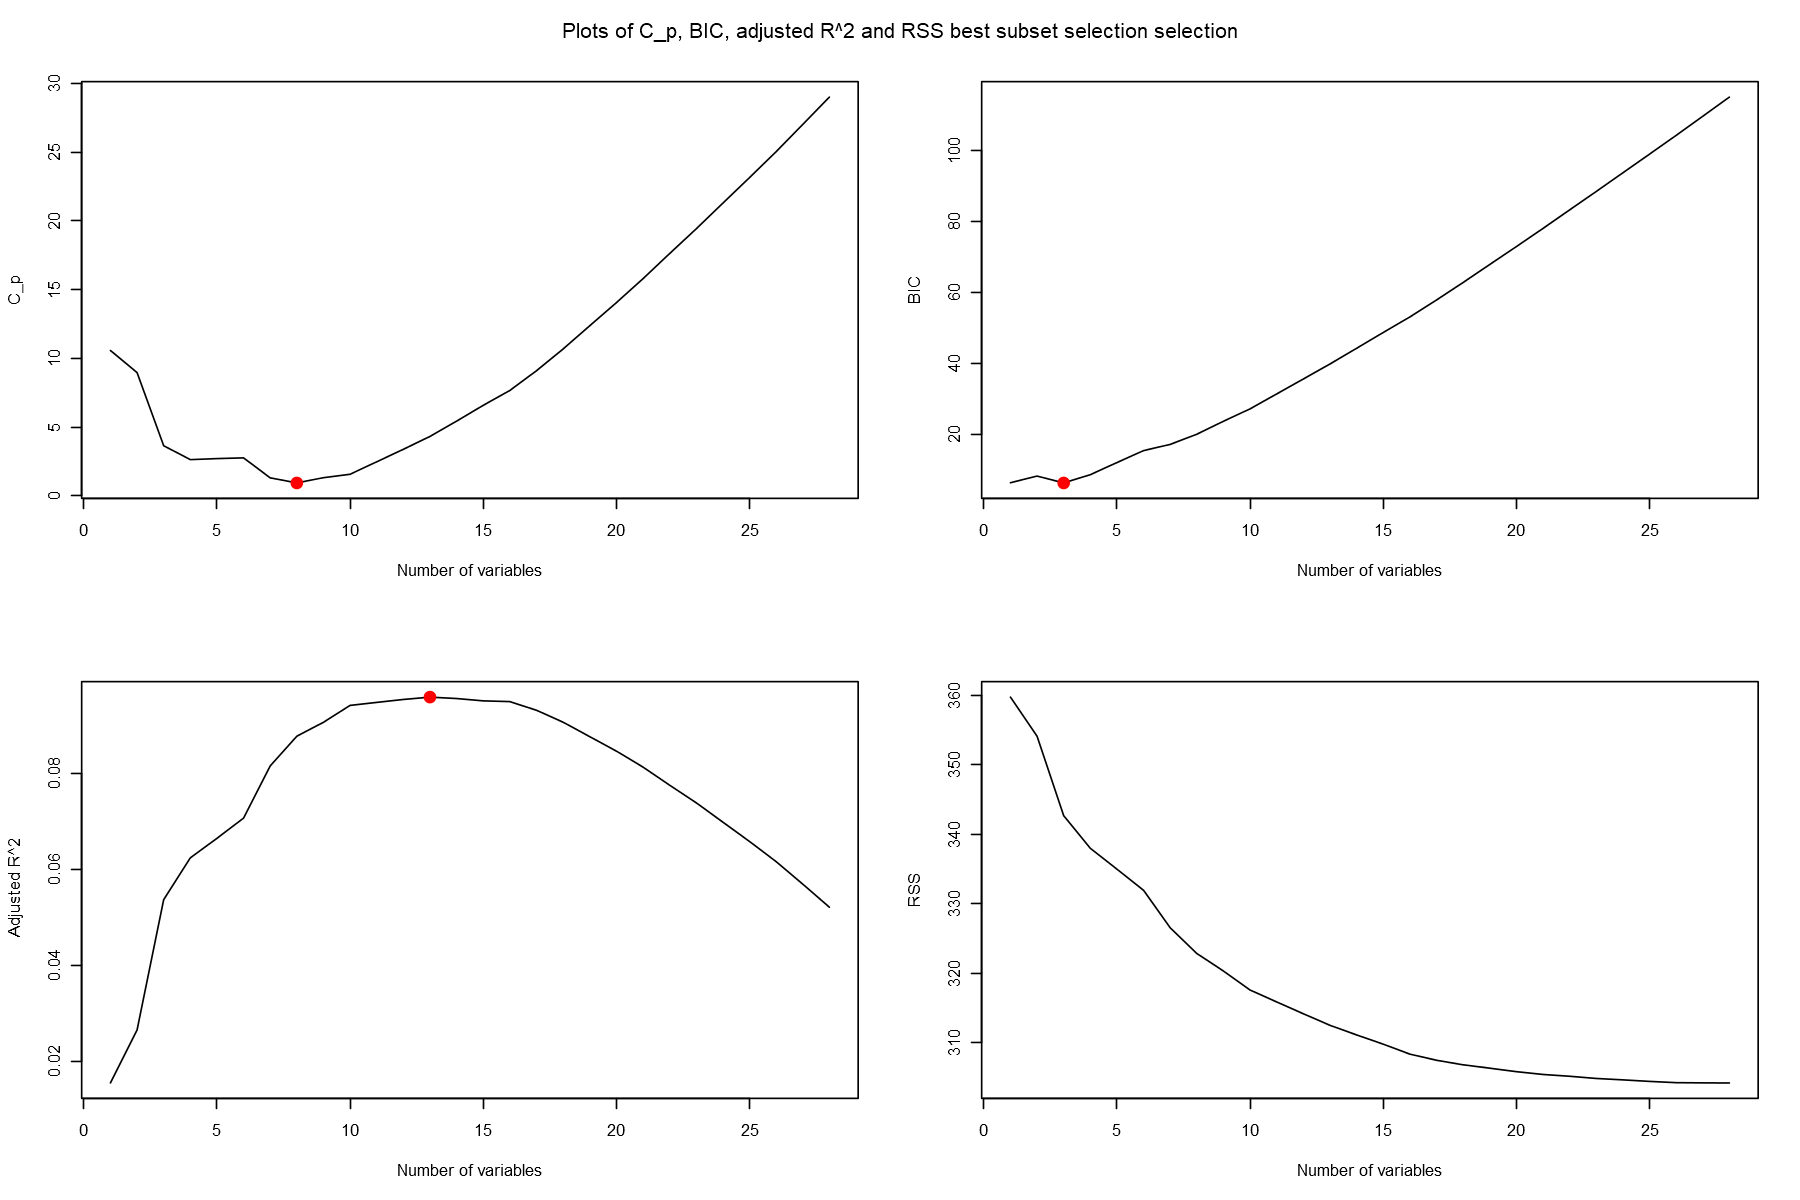 Plots of C_p, BIC, adjusted R^2 and RSS best subset selection selection
C_p
0 5 10 15 20 25 30
0 5 10 15 20 25
Number of variables
BIC
20 40 60 80 100
0 5 10 15 20 25
Number of variables
Adjusted R^2
0.02 0.04 0.06 0.08
0 5 10 15 20 25
Number of variables
RSS
310 320 330 340 350 360
0 5 10 15 20 25
Number of variables